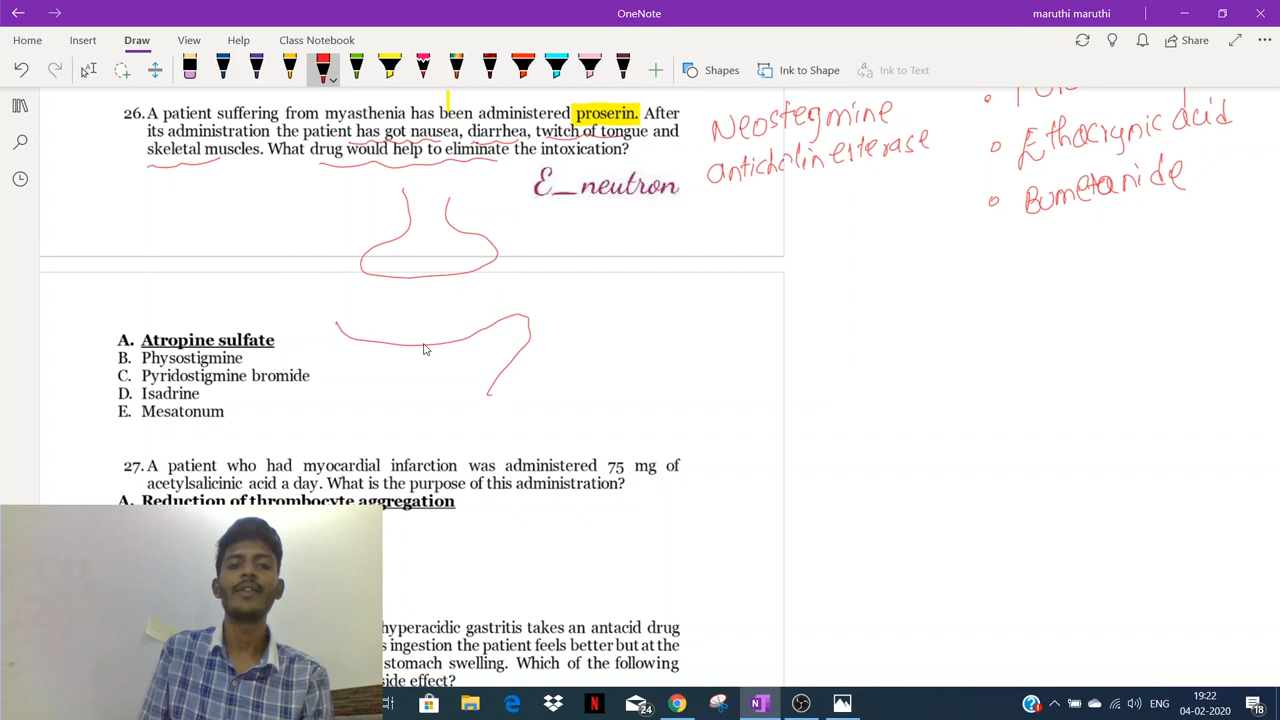 OneNote
maruthi maruthi
Home Insert Draw View Help Class Notebook Share
Shapes Ink to Shape Ink to Text
26. A patient suffering from myasthenia has been administered proserin. After
its administration the patient has got nausea, diarrhea, twitch of tongue and
skeletal muscles. What drug would help to eliminate the intoxication?
E_neutron
Neostegmine
anticholinesterase
Ethacrynic acid
Bumetanide
A. Atropine sulfate
B. Physostigmine
C. Pyridostigmine bromide
D. Isadrine
E. Mesatonum
27. A patient who had myocardial infarction was administered 75 mg of
acetylsalicinic acid a day. What is the purpose of this administration?
A. Reduction of thrombocyte aggregation
hyperacidic gastritis takes an antacid drug
s ingestion the patient feels better but at the
stomach swelling. Which of the following
ide effect?
24
ENG
19:22
04-02-2020
18